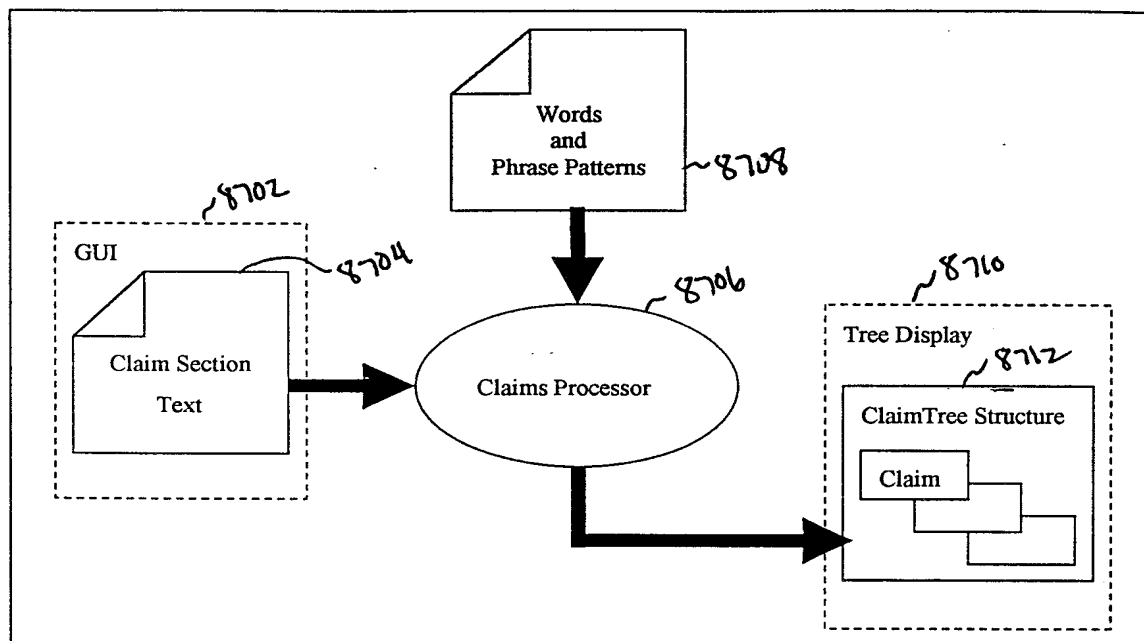 Words
and
Phrase Patterns
8708
8702
GUI
8704
Claim Section
Text
8706
Claims Processor
8710
Tree Display
8712
ClaimTree Structure
Claim